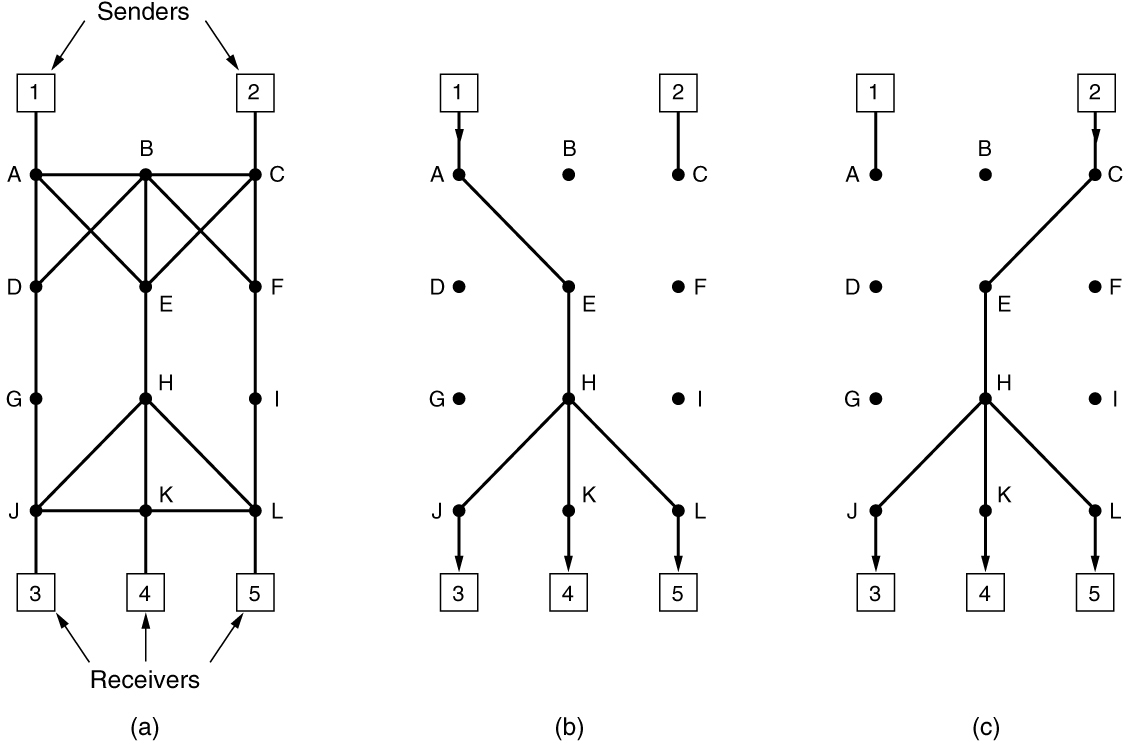 Senders
1 2 1 2 1 2
B B B
A C A C A C
D F D F D F
E E E
H H H
G I G I G I
K K K
J L J L J L
3 4 5 3 4 5 3 4 5
Receivers
(a) (b) (c)